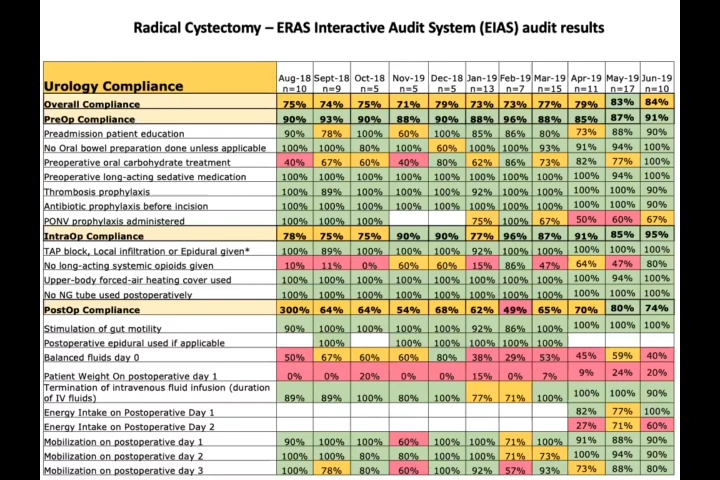 Radical Cystectomy – ERAS Interactive Audit System (EIAS) audit results
Urology Compliance Aug-18 n=10 Sept-18 n=9 Oct-18 n=5 Nov-19 n=5 Dec-18 n=5 Jan-19 n=13 Feb-19 n=7 Mar-19 n=15 Apr-19 n=11 May-19 n=17 Jun-19 n=10
Overall Compliance 75% 74% 75% 71% 79% 73% 73% 77% 79% 83% 84%
PreOp Compliance 90% 93% 90% 88% 90% 88% 96% 88% 85% 87% 91%
Preadmission patient education 90% 78% 100% 60% 100% 85% 86% 80% 73% 88% 100%
No Oral bowel preparation done unless applicable 100% 100% 80% 100% 60% 100% 100% 93% 91% 94% 100%
Preoperative oral carbohydrate treatment 40% 67% 60% 40% 80% 62% 86% 73% 82% 77% 100%
Preoperative long-acting sedative medication 100% 100% 100% 100% 100% 100% 100% 100% 100% 94% 100%
Thrombosis prophylaxis 100% 89% 100% 100% 100% 92% 100% 100% 100% 100% 90%
Antibiotic prophylaxis before incision 100% 100% 100% 100% 100% 100% 100% 100% 100% 100% 90%
PONV prophylaxis administered 100% 100% 100% 75% 100% 67% 50% 60% 67%
IntraOp Compliance 78% 75% 75% 90% 90% 77% 96% 86% 91% 85% 95%
TAP block, Local infiltration or Epidural given* 100% 89% 100% 100% 100% 92% 100% 100% 100% 100% 100%
No long-acting systemic opioids given 10% 11% 0% 60% 60% 15% 86% 47% 64% 47% 80%
Upper-body forced-air heating cover used 100% 100% 100% 100% 100% 100% 100% 100% 100% 94% 100%
No NG tube used postoperatively 100% 100% 100% 100% 100% 100% 100% 100% 100% 100% 100%
PostOp Compliance 300% 64% 64% 54% 68% 62% 49% 65% 70% 80% 74%
Stimulation of gut motility 90% 100% 100% 100% 100% 92% 86% 100% 100% 100% 100%
Postoperative epidural used if applicable 100% 100% 100% 100% 100% 100%
Balanced fluids day 0 50% 67% 60% 60% 80% 38% 29% 53% 45% 59% 40%
Patient Weight On postoperative day 1 0% 0% 20% 0% 0% 15% 0% 7% 9% 24% 20%
Termination of intravenous fluid infusion (duration of IV fluids) 89% 89% 100% 80% 100% 77% 71% 100% 100% 100% 90%
Energy Intake on Postoperative Day 1 82% 77% 100%
Energy Intake on Postoperative Day 2 27% 71% 60%
Mobilization on postoperative day 1 90% 100% 100% 60% 100% 100% 71% 100% 91% 88% 90%
Mobilization on postoperative day 2 100% 100% 80% 80% 100% 100% 71% 73% 100% 94% 90%
Mobilization on postoperative day 3 100% 78% 80% 60% 100% 92% 57% 93% 73% 88% 80%